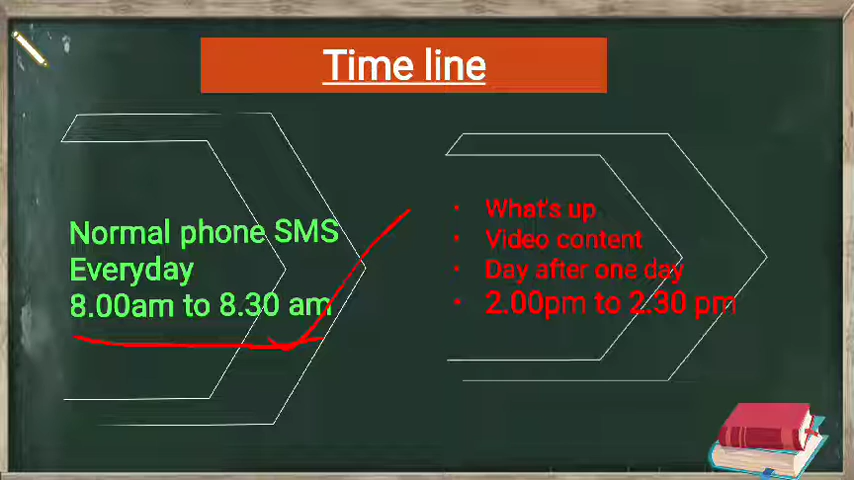 Time line
Normal phone SMS
Everyday
8.00am to 8.30 am
• What's up
• Video content
• Day after one day
• 2.00pm to 2.30 pm